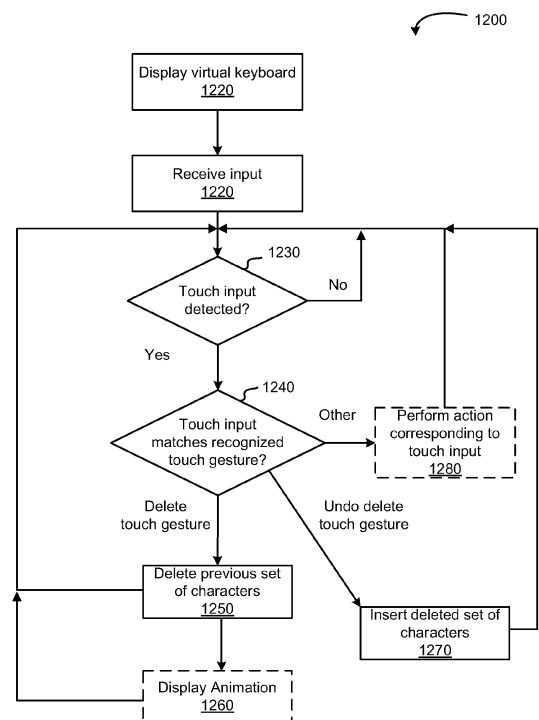 1200
Display virtual keyboard
1220
Receive input
1220
1230
Touch input
detected?
No
Yes
1240
Touch input
matches recognized
touch gesture?
Other
Perform action
corresponding to
touch input
1280
Delete
touch gesture
Undo delete
touch gesture
Delete previous set
of characters
1250
Insert deleted set of
characters
1270
Display Animation
1260